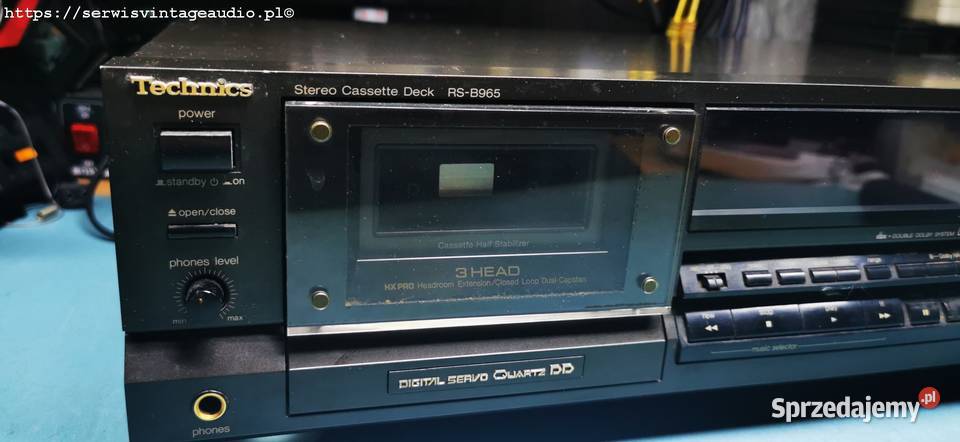 https://serwisvintageaudio.pl©
Technics
Stereo Cassette Deck RS-B965
power
standby ⏻ on
⏏ open/close
phones level
min max
phones
Cassette Half Stabilizer
3 HEAD
HX PRO Headroom Extension/Closed Loop Dual-Capstan
DIGITAL SERVO QUARTZ DD
dbx • DOUBLE DOLBY SYSTEM
music selector
Sprzedajemy.pl